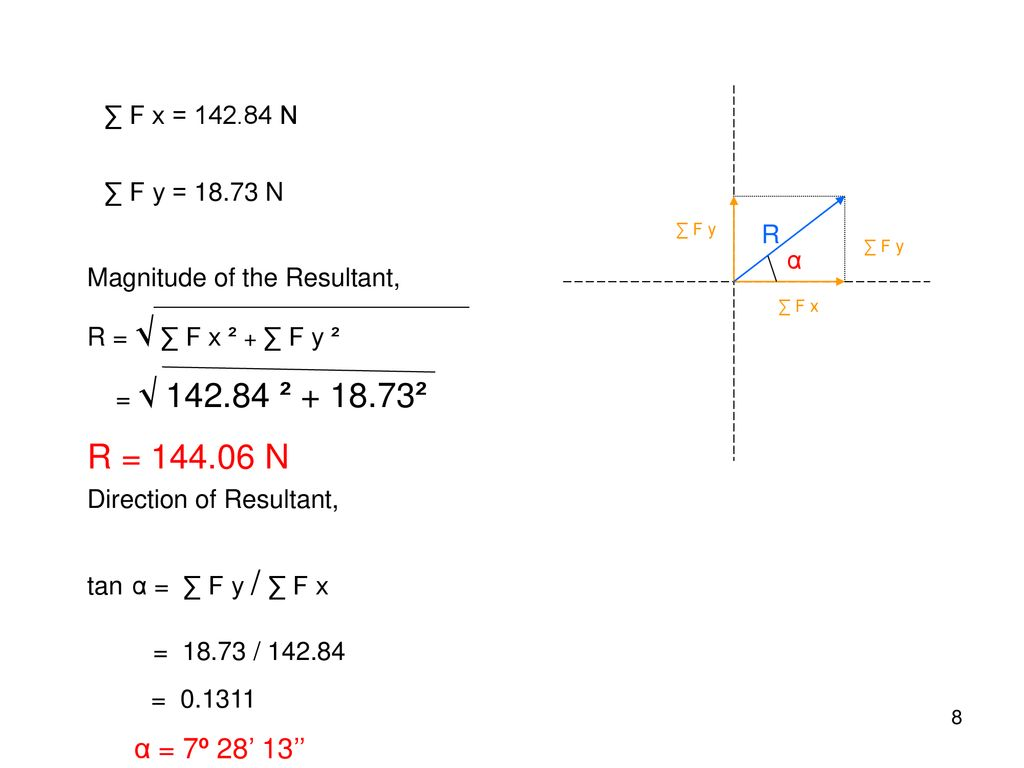 ∑ F x = 142.84 N
∑ F y = 18.73 N
Magnitude of the Resultant,
R = √ ∑ F x ² + ∑ F y ²
= √ 142.84 ² + 18.73²
R = 144.06 N
Direction of Resultant,
tan α = ∑ F y / ∑ F x
= 18.73 / 142.84
= 0.1311
α = 7º 28’ 13’’
∑ F y
R
α
∑ F y
∑ F x
8